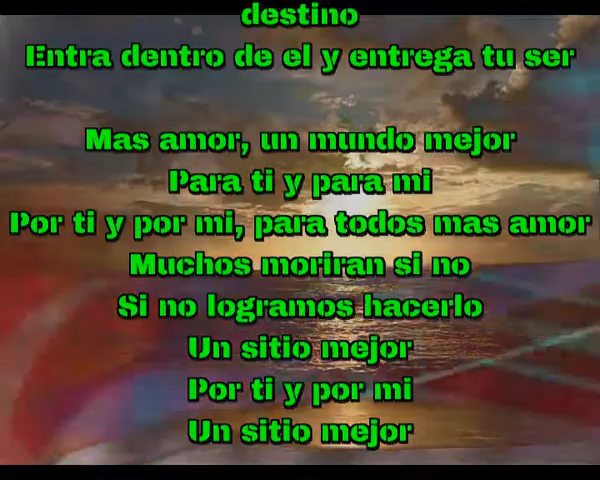 destino
Entra dentro de el y entrega tu ser
Mas amor, un mundo mejor
Para ti y para mi
Por ti y por mi, para todos mas amor
Muchos moriran si no
Si no logramos hacerlo
Un sitio mejor
Por ti y por mi
Un sitio mejor